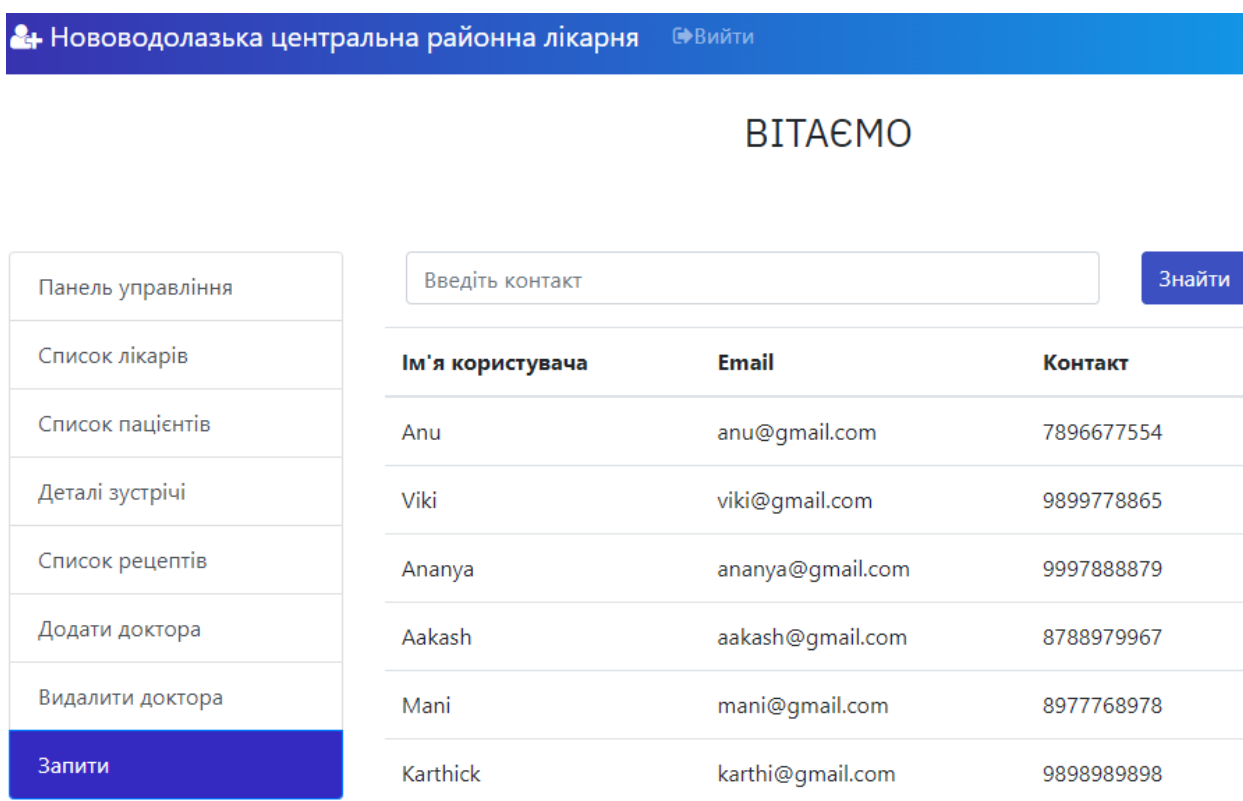 Нововодолазька центральна районна лікарня Вийти
ВІТАЄМО
Панель управління
Список лікарів
Список пацієнтів
Деталі зустрічі
Список рецептів
Додати доктора
Видалити доктора
Запити
Введіть контакт Знайти
Ім'я користувача Email Контакт
Anu anu@gmail.com 7896677554
Viki viki@gmail.com 9899778865
Ananya ananya@gmail.com 9997888879
Aakash aakash@gmail.com 8788979967
Mani mani@gmail.com 8977768978
Karthick karthi@gmail.com 9898989898